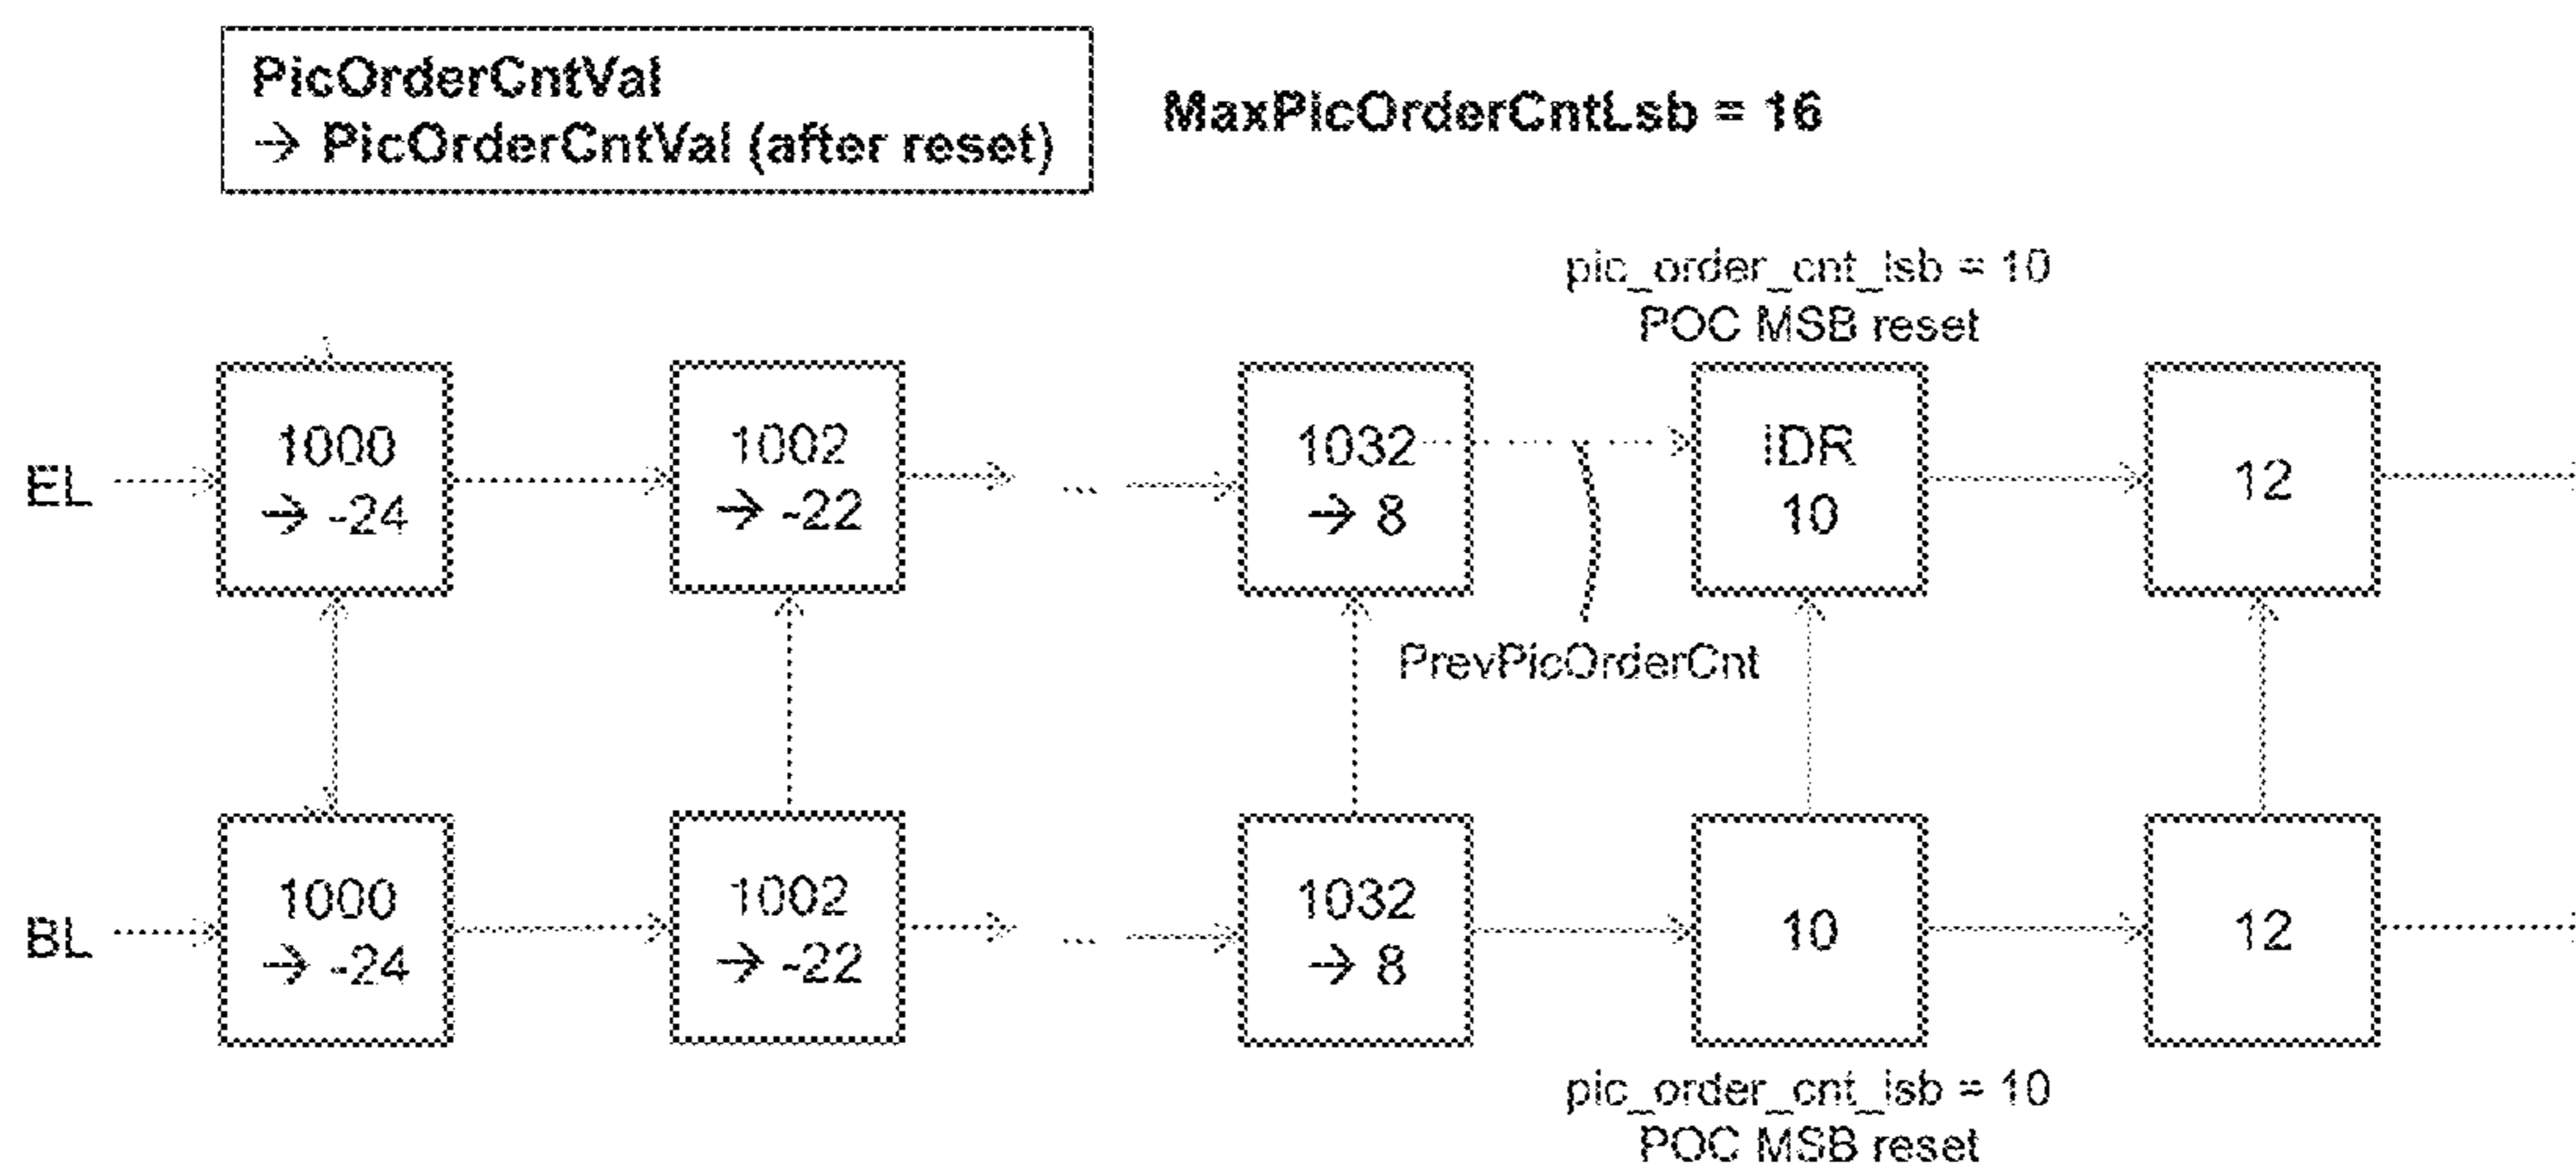 PicOrderCntVal
→ PicOrderCntVal (after reset)
MaxPicOrderCntLsb = 16
pic_order_cnt_lsb = 10
POC MSB reset
EL
1000
→ -24
1002
→ -22
...
1032
→ 8
IDR
10
12
PrevPicOrderCnt
BL
1000
→ -24
1002
→ -22
...
1032
→ 8
10
12
pic_order_cnt_lsb = 10
POC MSB reset